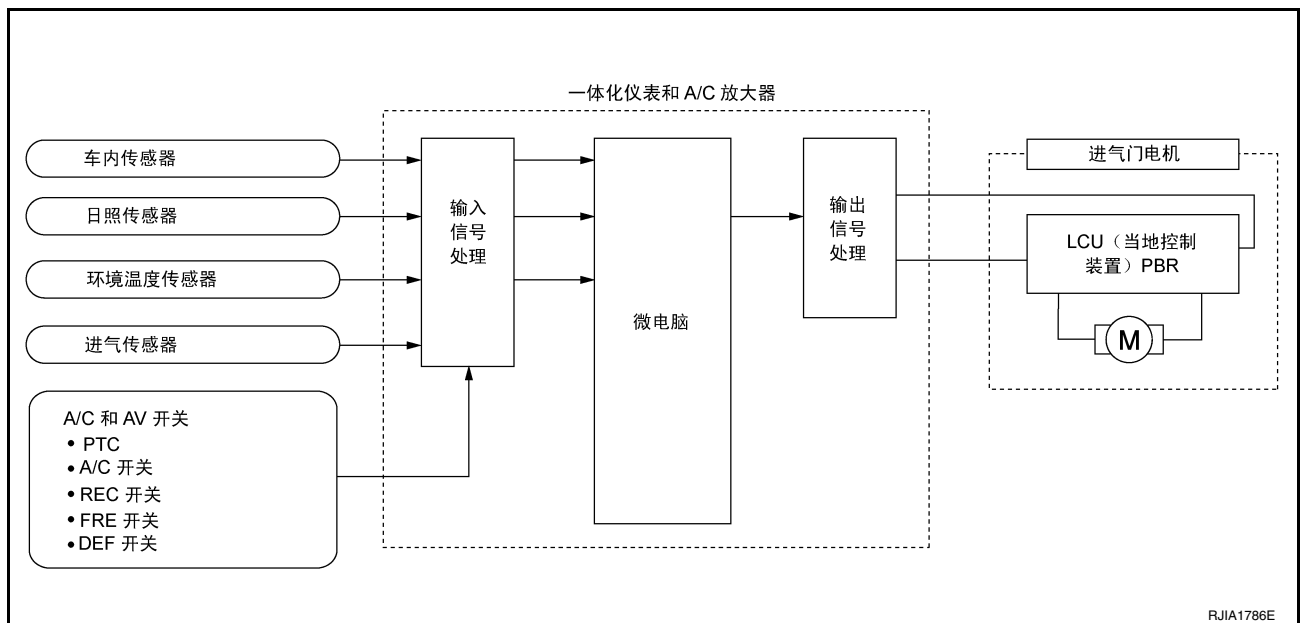 一体化仪表和 A/C 放大器
车内传感器
日照传感器
环境温度传感器
进气传感器
A/C 和 AV 开关
• PTC
• A/C 开关
• REC 开关
• FRE 开关
• DEF 开关
输入
信号
处理
微电脑
输出
信号
处理
进气门电机
LCU（当地控制
装置）PBR
M
RJIA1786E